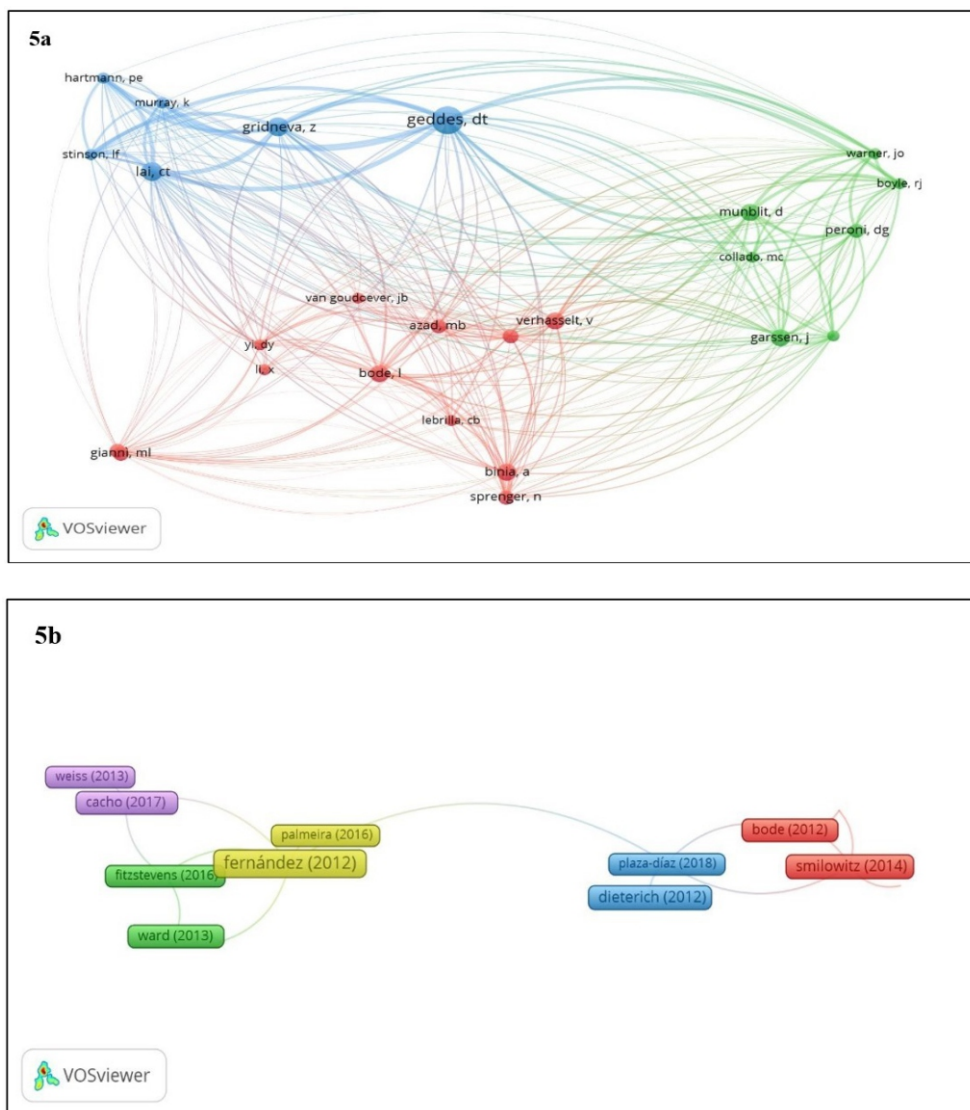 5a
hartmann, pe
murray, k
geddes, dt
gridneva, z
stinson, lf
lai, ct
warner, jo
boyle, rj
munblit, d
peroni, dg
collado, mc
van goudoever, jb
azad, mb
verhasselt, v
garssen, j
yi, dy
li, x
bode, l
lebrilla, cb
gianni, ml
binia, a
sprenger, n
VOSviewer
5b
weiss (2013)
cacho (2017)
bode (2012)
palmeira (2016)
fernández (2012)
plaza-díaz (2018)
smilowitz (2014)
fitzstevens (2016)
dieterich (2012)
ward (2013)
VOSviewer